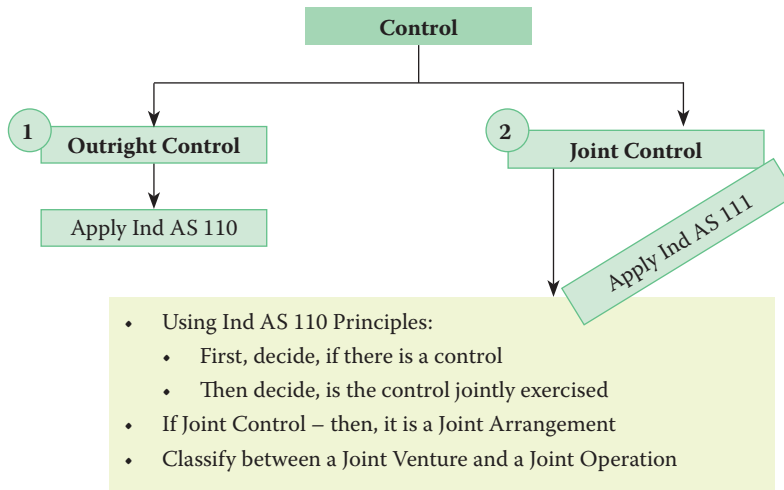 Control
1
Outright Control
Apply Ind AS 110
2
Joint Control
Apply Ind AS 111
• Using Ind AS 110 Principles:
• First, decide, if there is a control
• Then decide, is the control jointly exercised
• If Joint Control – then, it is a Joint Arrangement
• Classify between a Joint Venture and a Joint Operation